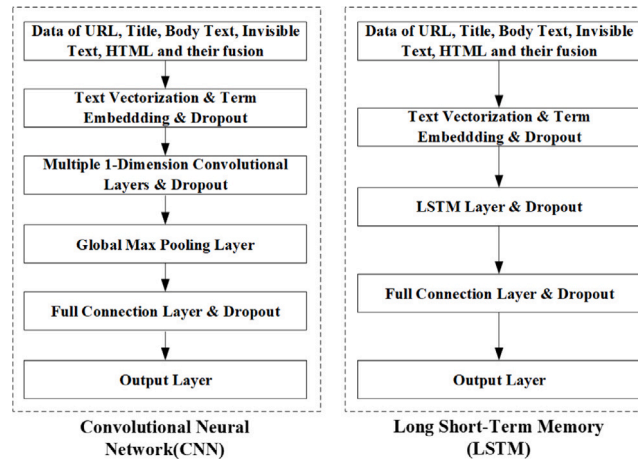 Data of URL, Title, Body Text, Invisible
Text, HTML and their fusion
Text Vectorization & Term
Embeddding & Dropout
Multiple 1-Dimension Convolutional
Layers & Dropout
Global Max Pooling Layer
Full Connection Layer & Dropout
Output Layer
Convolutional Neural
Network(CNN)
Data of URL, Title, Body Text, Invisible
Text, HTML and their fusion
Text Vectorization & Term
Embeddding & Dropout
LSTM Layer & Dropout
Full Connection Layer & Dropout
Output Layer
Long Short-Term Memory
(LSTM)